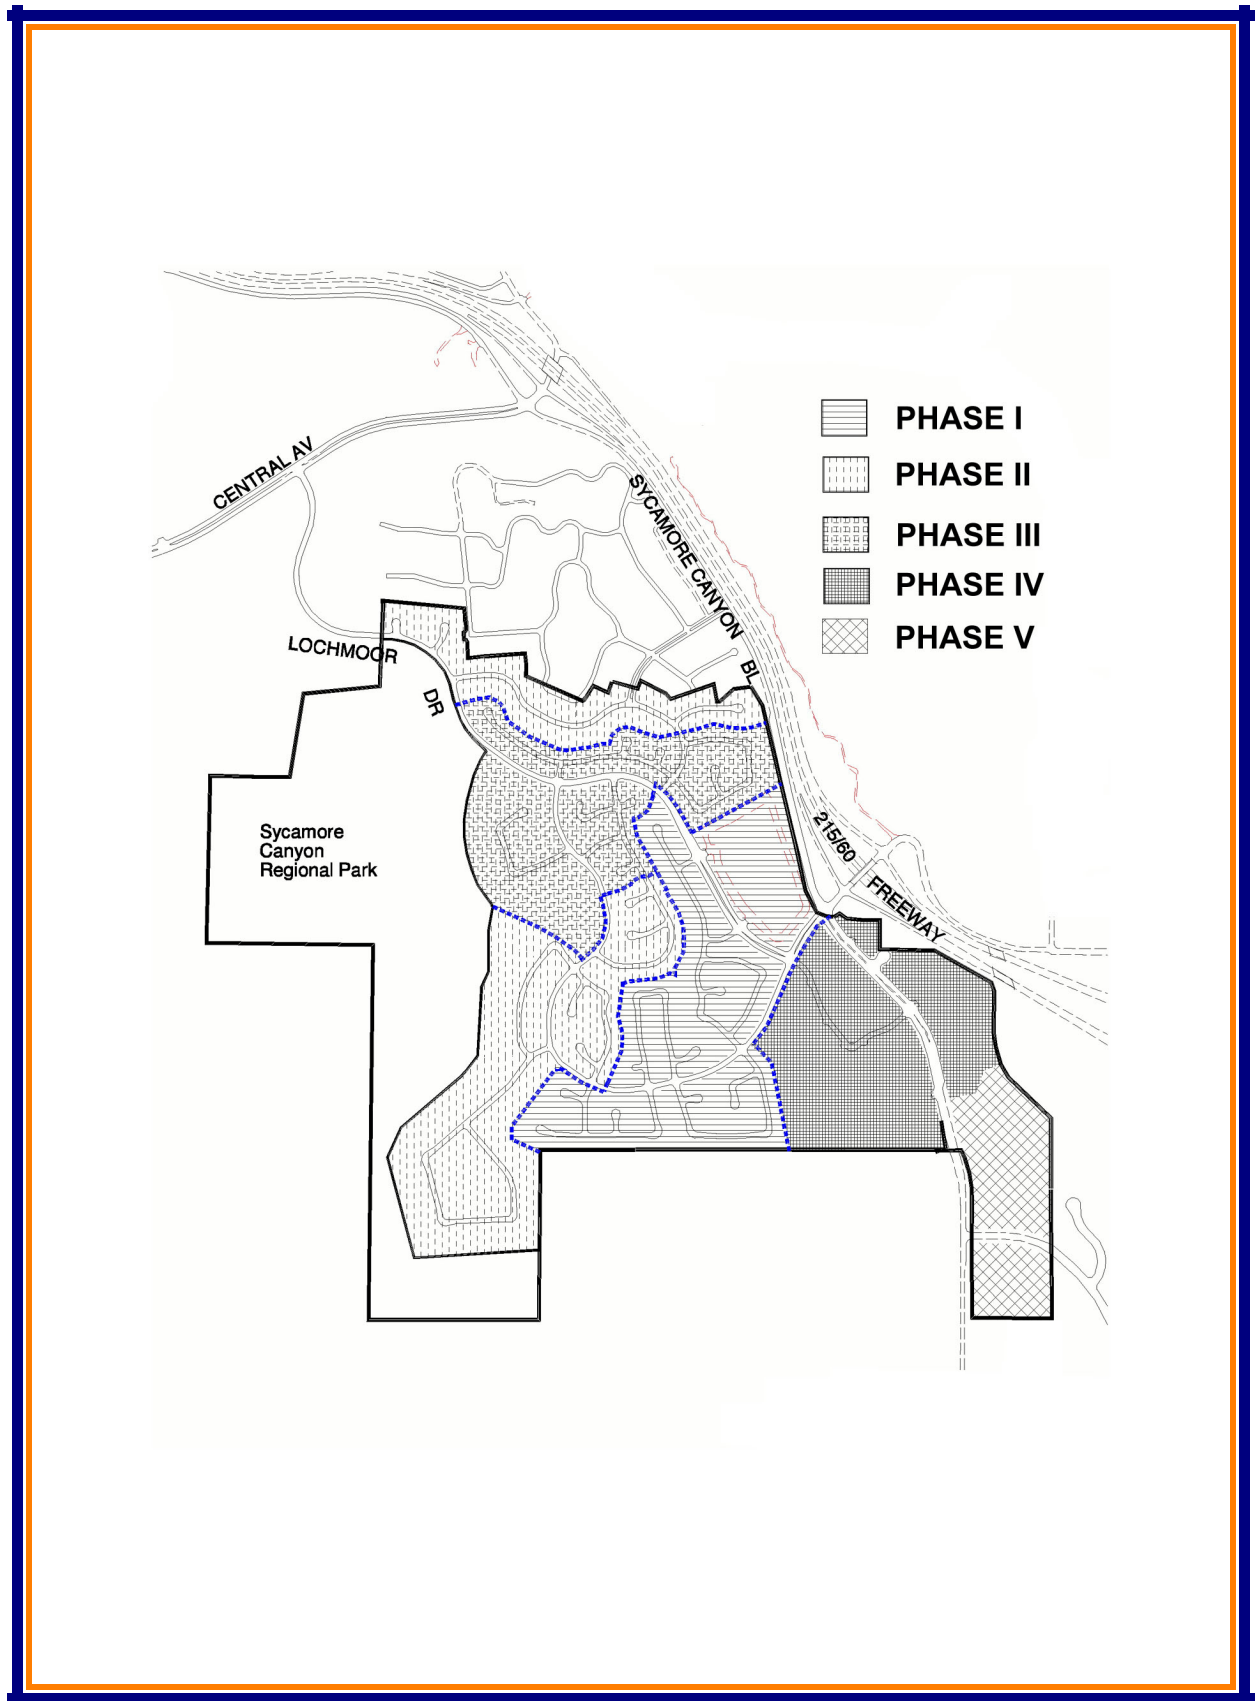 CENTRAL AV
PHASE I
PHASE II
SYCAMORE CANYON BL
PHASE III
PHASE IV
PHASE V
LOCHMOOR DR
215/60 FREEWAY
Sycamore
Canyon
Regional Park